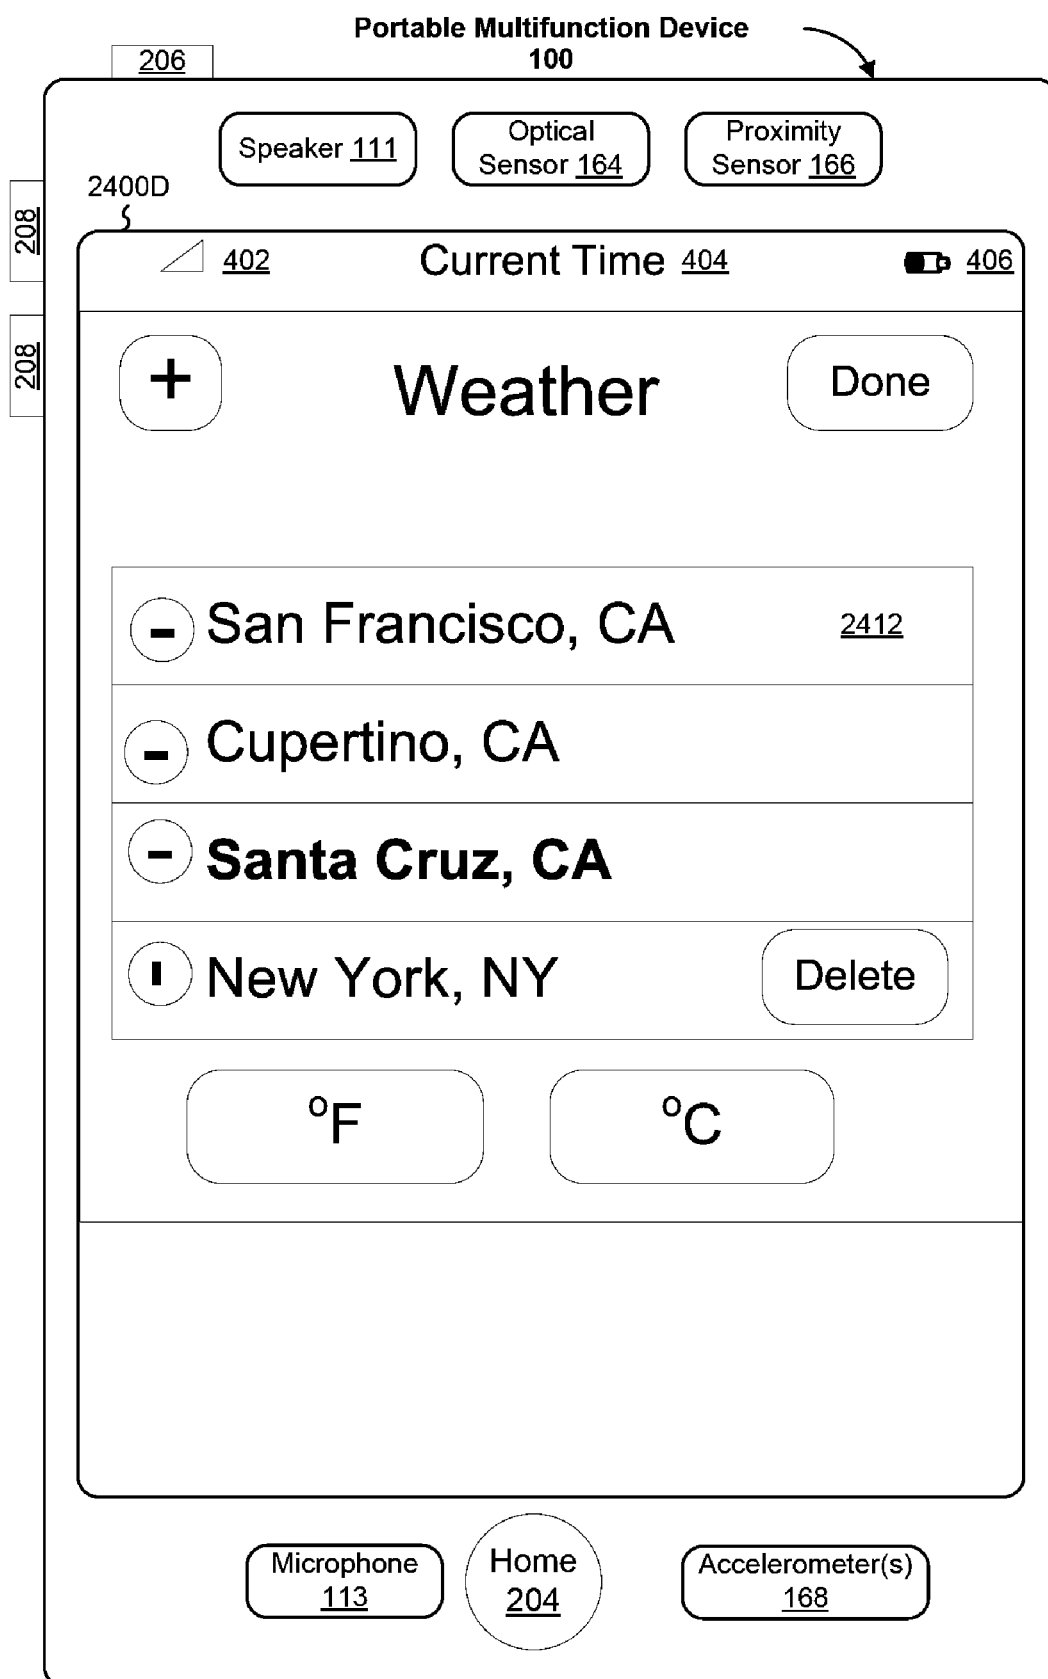 Portable Multifunction Device
100
206
Speaker 111
Optical
Sensor 164
Proximity
Sensor 166
2400D
208
208
402
Current Time 404
406
+
Weather
Done
- San Francisco, CA
2412
- Cupertino, CA
- Santa Cruz, CA
New York, NY
Delete
°F
°C
Microphone
113
Home
204
Accelerometer(s)
168